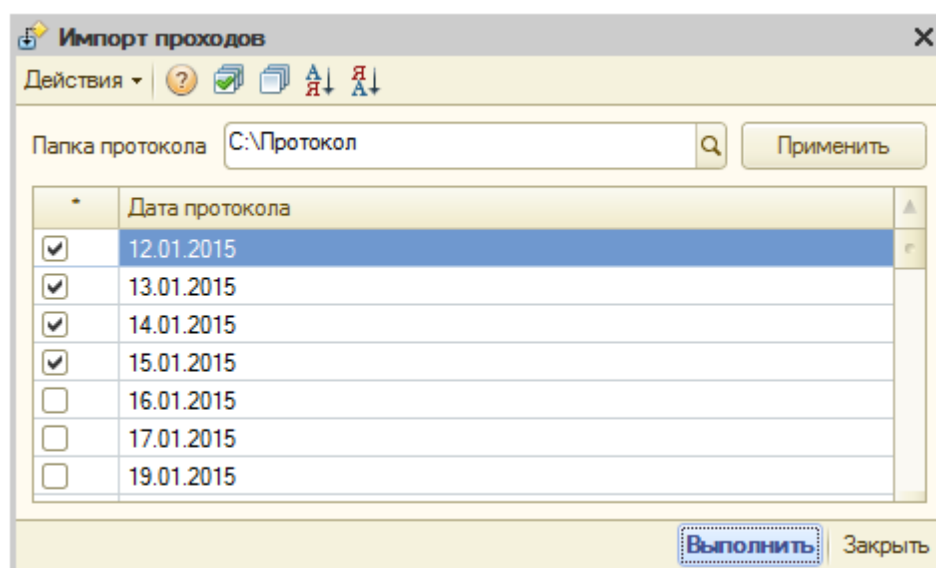 Импорт проходов
Действия
Папка протокола С:\Протокол Применить
* Дата протокола
12.01.2015
13.01.2015
14.01.2015
15.01.2015
16.01.2015
17.01.2015
19.01.2015
Выполнить Закрыть